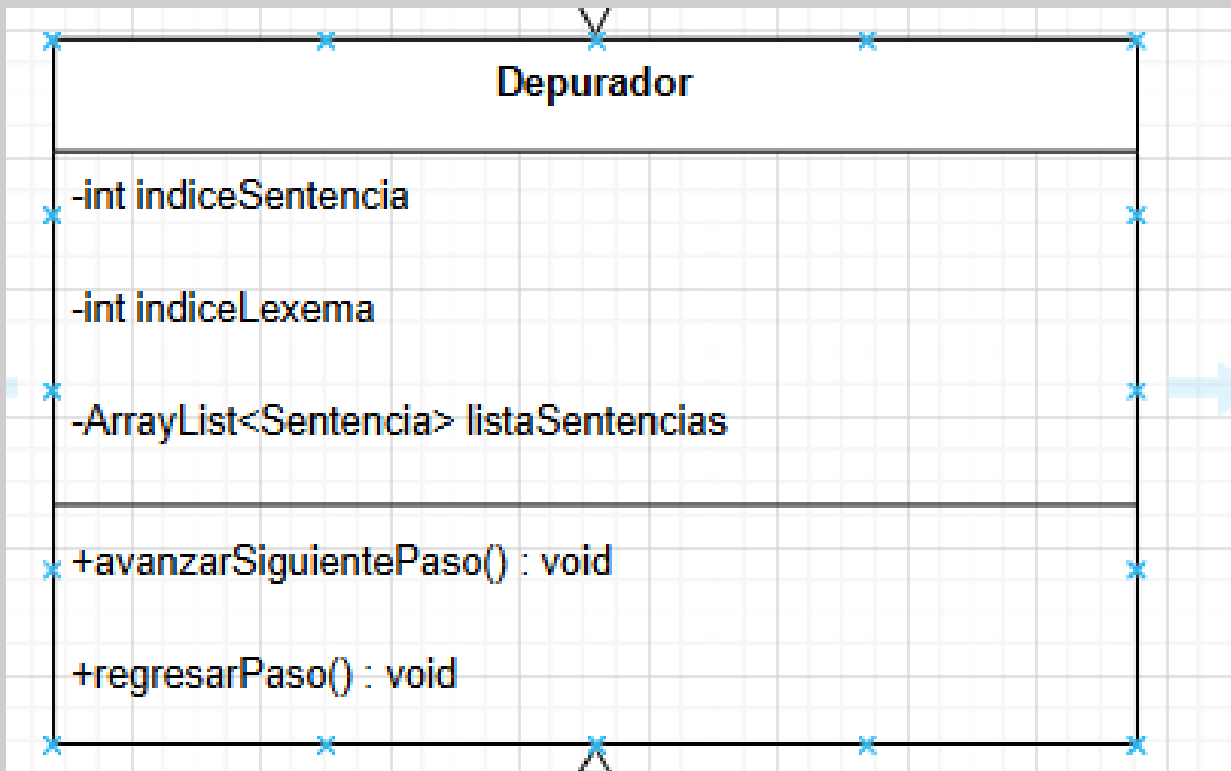 Depurador
-int indiceSentencia
-int indiceLexema
-ArrayList<Sentencia> listaSentencias
+avanzarSiguientePaso() : void
+regresarPaso() : void